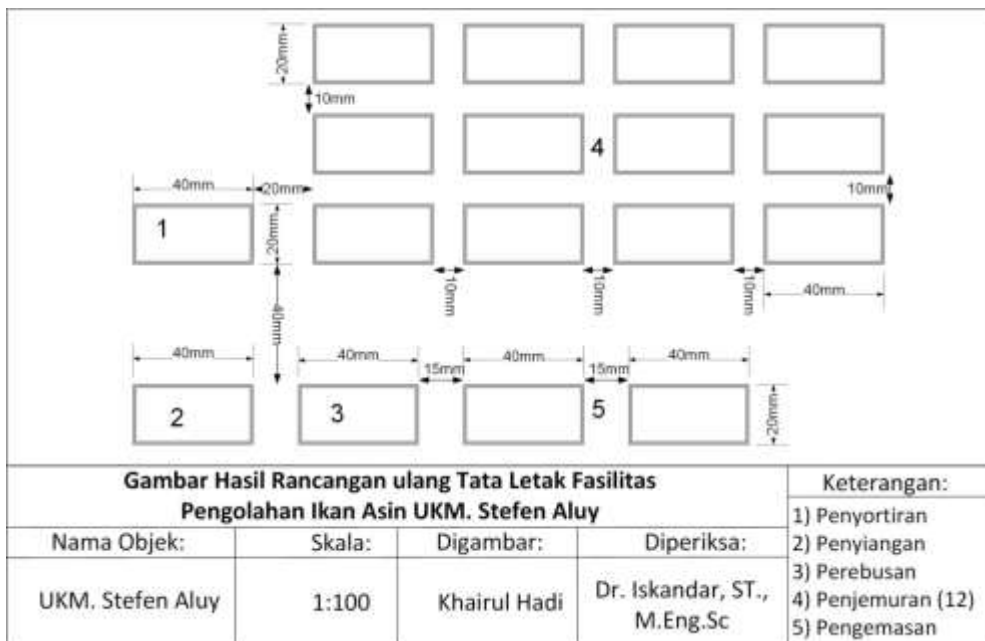 20mm
10mm
4
40mm
20mm
10mm
1
20mm
10mm
10mm
10mm
40mm
40mm
40mm
40mm
40mm
40mm
15mm
15mm
2
3
5
20mm
Gambar Hasil Rancangan ulang Tata Letak Fasilitas
Pengolahan Ikan Asin UKM. Stefen Aluy
Nama Objek:
Skala:
Digambar:
Diperiksa:
UKM. Stefen Aluy
1:100
Khairul Hadi
Dr. Iskandar, ST.,
M.Eng.Sc
Keterangan:
1) Penyortiran
2) Penyiangan
3) Perebusan
4) Penjemuran (12)
5) Pengemasan